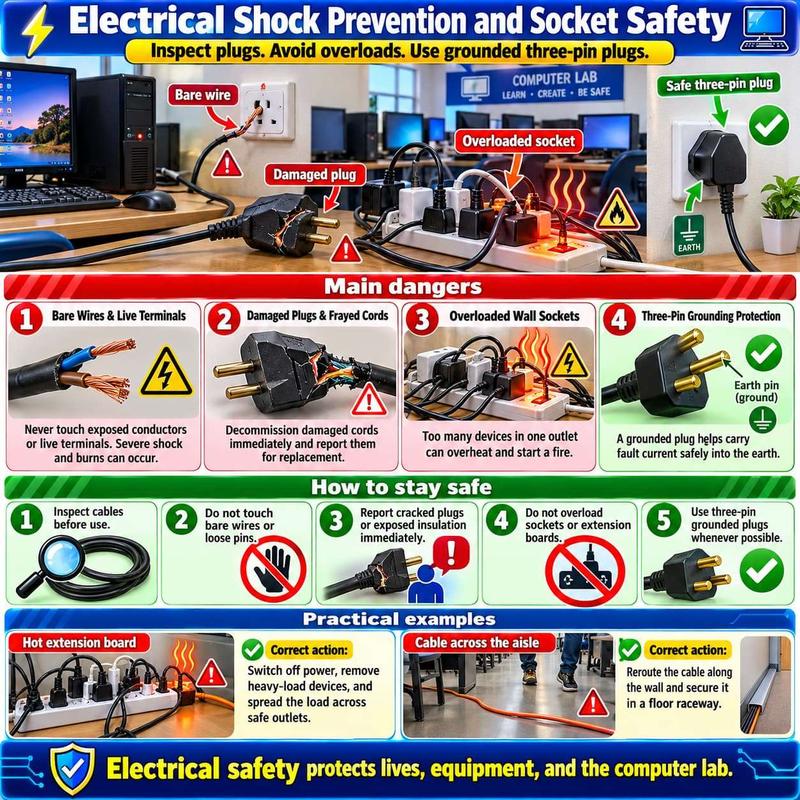 Electrical Shock Prevention and Socket Safety
Inspect plugs. Avoid overloads. Use grounded three-pin plugs.
Bare wire
COMPUTER LAB
LEARN · CREATE · BE SAFE
Safe three-pin plug
Damaged plug
Overloaded socket
EARTH
Main dangers
1 Bare Wires & Live Terminals
Never touch exposed conductors
or live terminals. Severe shock
and burns can occur.
2 Damaged Plugs & Frayed Cords
Decommission damaged cords
immediately and report them
for replacement.
3 Overloaded Wall Sockets
Too many devices in one outlet
can overheat and start a fire.
4 Three-Pin Grounding Protection
Earth pin
(ground)
A grounded plug helps carry
fault current safely into the earth.
How to stay safe
1 Inspect cables
before use.
2 Do not touch
bare wires or
loose pins.
3 Report cracked plugs
or exposed insulation
immediately.
4 Do not overload
sockets or extension
boards.
5 Use three-pin
grounded plugs
whenever possible.
Practical examples
Hot extension board
Correct action:
Switch off power, remove
heavy-load devices, and
spread the load across
safe outlets.
Cable across the aisle
Correct action:
Reroute the cable along
the wall and secure it
in a floor raceway.
Electrical safety protects lives, equipment, and the computer lab.